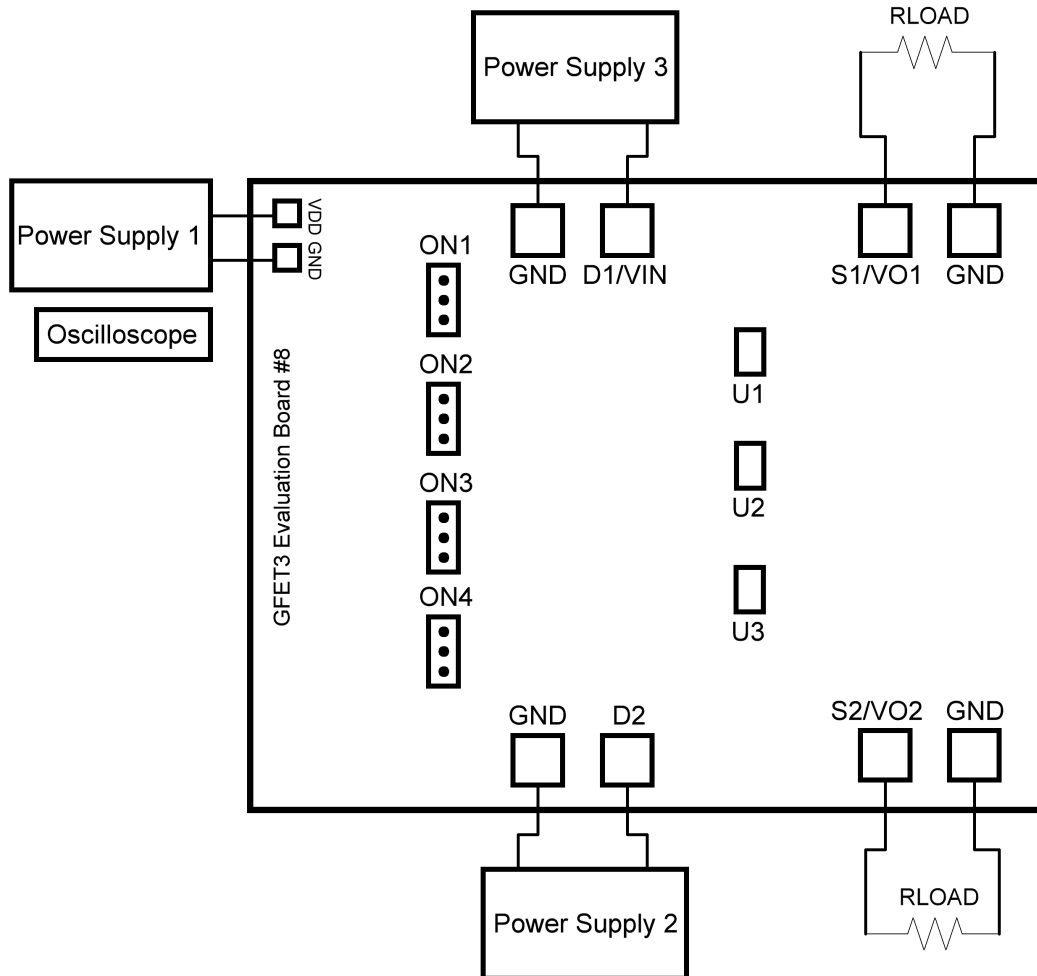 RLOAD
Power Supply 3
Power Supply 1
VDD
GND
Oscilloscope
GFET3 Evaluation Board #8
ON1
GND
D1/VIN
S1/VO1
GND
ON2
U1
ON3
U2
ON4
U3
GND
D2
S2/VO2
GND
Power Supply 2
RLOAD